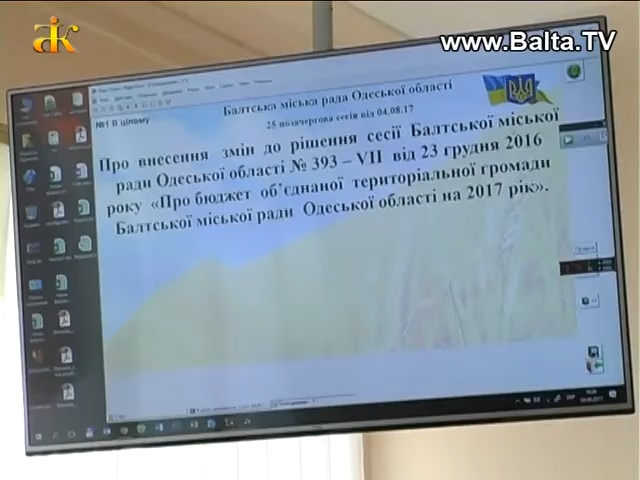 www.Balta.TV
Балтська міська рада Одеської області
№1 В цілому
25 позачергова сесія від 04.08.17
Про внесення змін до рішення сесії Балтської міської
ради Одеської області № 393 – VII від 23 грудня 2016
року «Про бюджет об'єднаної територіальної громади
Балтської міської ради Одеської області на 2017 рік».